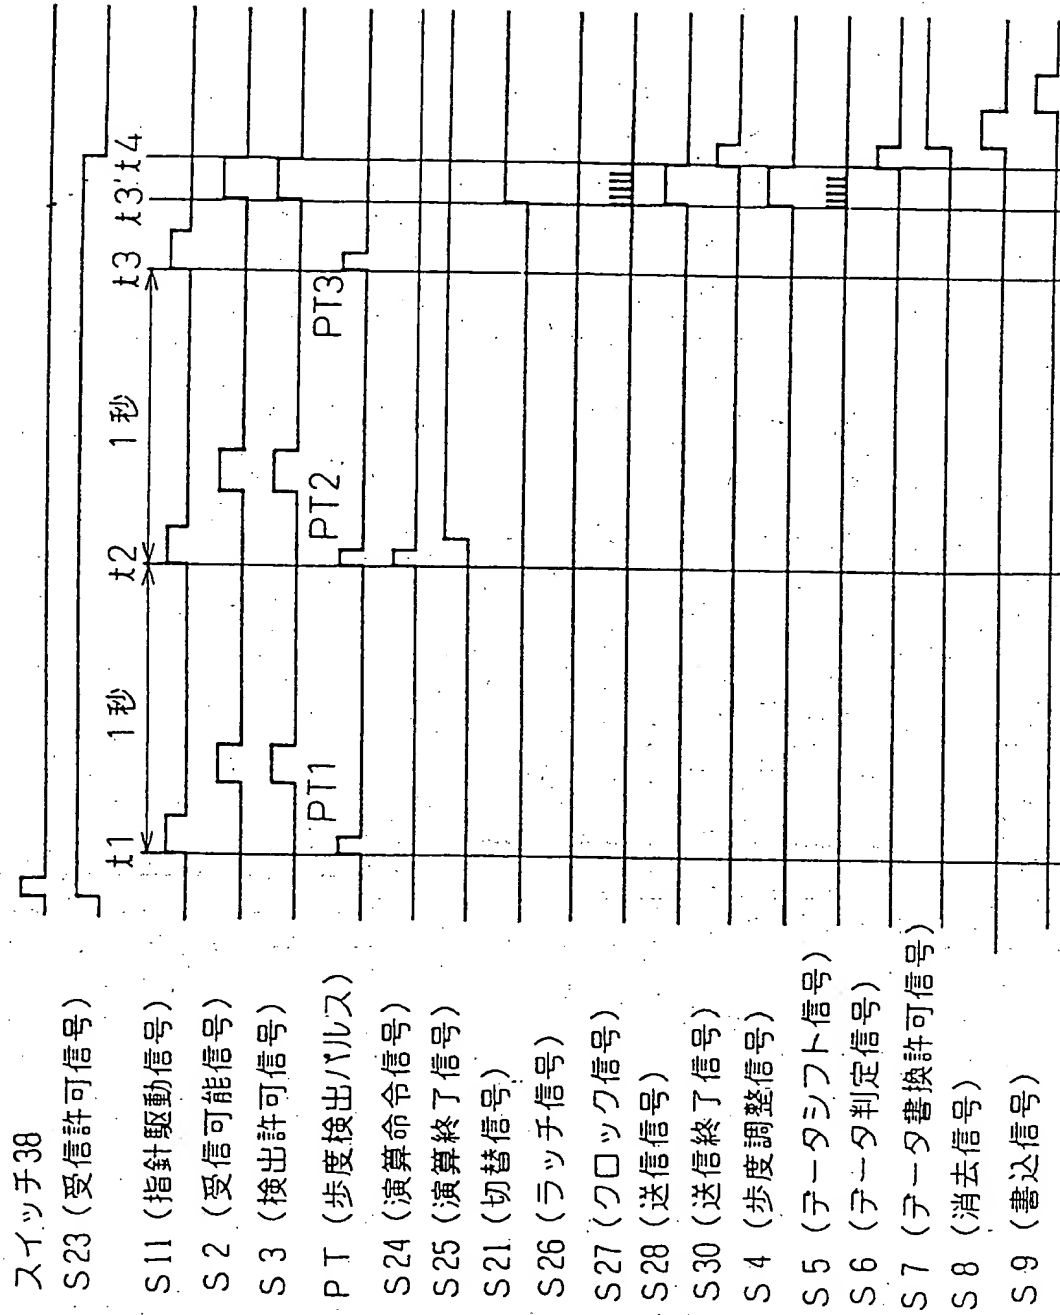 スイッチ38
S23 (受信許可信号)
S11 (指針駆動信号)
S2 (受信可能信号)
S3 (検出許可信号)
PT (歩度検出パルス)
S24 (演算命令信号)
S25 (演算終了信号)
S21 (切替信号)
S26 (ラッチ信号)
S27 (クロック信号)
S28 (送信信号)
S30 (送信終了信号)
S4 (歩度調整信号)
S5 (データシフト信号)
S6 (データ判定信号)
S7 (データ書換許可信号)
S8 (消去信号)
S9 (書込信号)
t1
1秒
t2
1秒
t3
t3'
t4
PT1
PT2
PT3